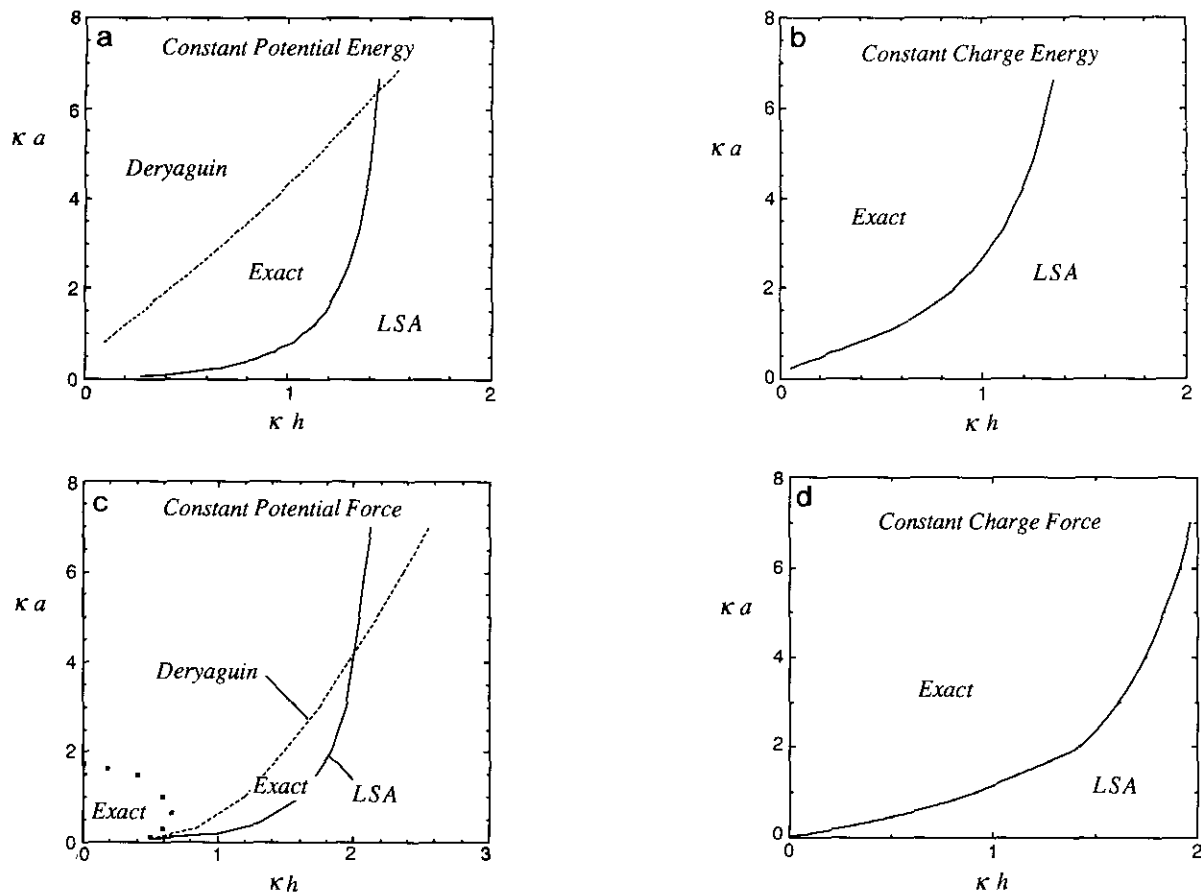 a
Constant Potential Energy
8
6
4
2
0
κ a
Deryaguin
Exact
LSA
0
1
2
κ h
b
Constant Charge Energy
8
6
4
2
0
κ a
Exact
LSA
0
1
2
κ h
c
Constant Potential Force
8
6
4
2
0
κ a
Deryaguin
Exact
Exact
LSA
0
1
2
3
κ h
d
Constant Charge Force
8
6
4
2
0
κ a
Exact
LSA
0
1
2
κ h